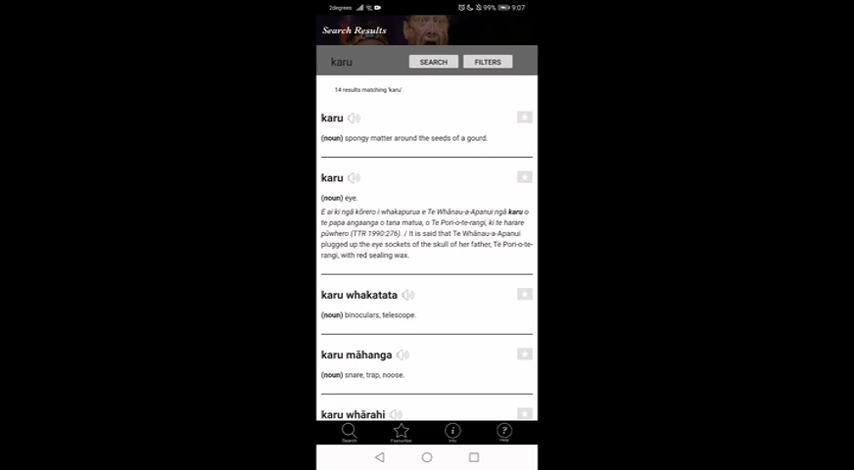 2degrees 99% 9:07
Search Results
karu SEARCH FILTERS
14 results matching 'karu'
karu
(noun) spongy matter around the seeds of a gourd.
karu
(noun) eye.
E ai ki ngā kōrero i whakapurua e Te Whānau-a-Apanui ngā karu o
te papa angaanga o tana matua, o Te Pori-o-te-rangi, ki te harare
pūwhero (TTR 1990:276). / It is said that Te Whānau-a-Apanui
plugged up the eye sockets of the skull of her father, Te Pori-o-te-
rangi, with red sealing wax.
karu whakatata
(noun) binoculars, telescope.
karu māhanga
(noun) snare, trap, noose.
karu whārahi
Search Favourites Info Help